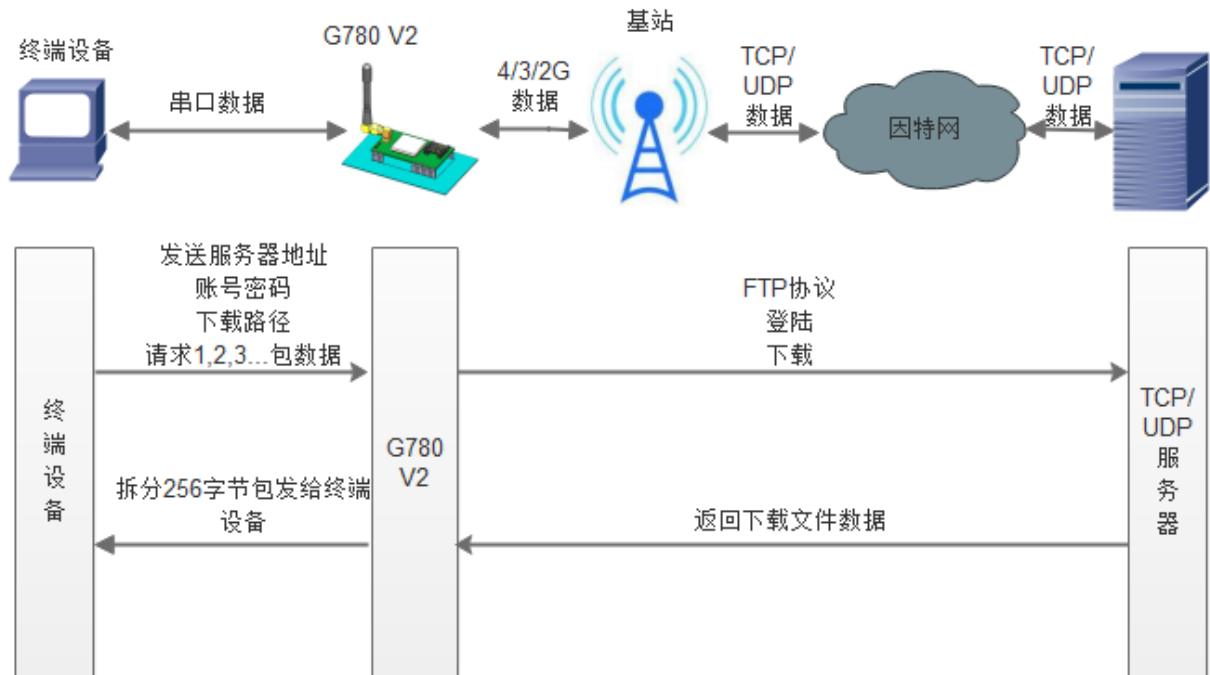 终端设备
G780 V2
基站
串口数据
4/3/2G
数据
TCP/
UDP
数据
因特网
TCP/
UDP
数据
发送服务器地址
账号密码
下载路径
请求1,2,3...包数据
FTP协议
登陆
下载
终
端
设
备
G780
V2
TCP/
UDP
服
务
器
拆分256字节包发给终端
设备
返回下载文件数据